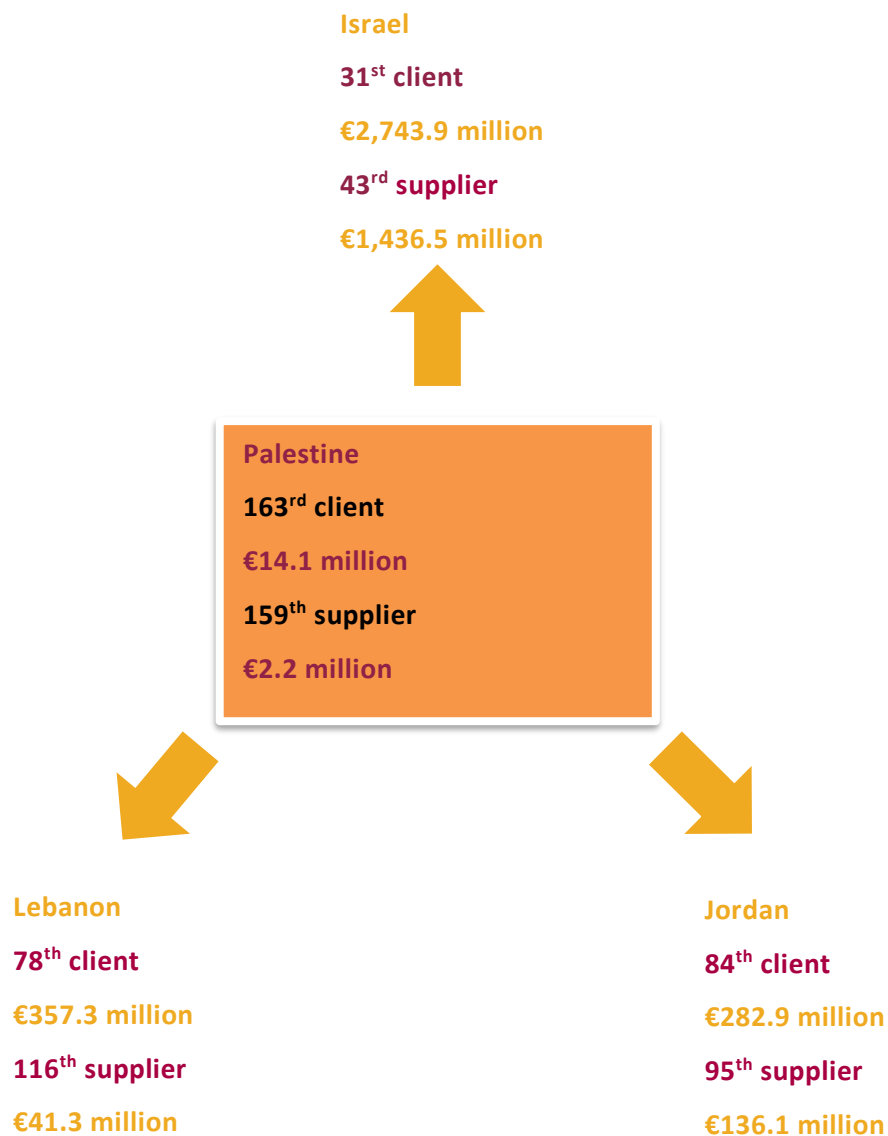 Israel
31st client
€2,743.9 million
43rd supplier
€1,436.5 million
Palestine
163rd client
€14.1 million
159th supplier
€2.2 million
Lebanon
78th client
€357.3 million
116th supplier
€41.3 million
Jordan
84th client
€282.9 million
95th supplier
€136.1 million